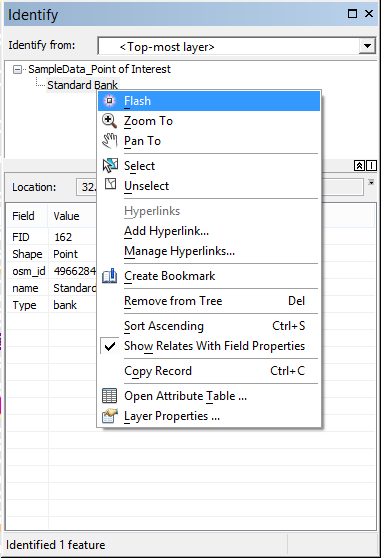 Identify
Identify from: <Top-most layer>
SampleData_Point of Interest
Standard Bank
Flash
Zoom To
Pan To
Select
Unselect
Hyperlinks
Add Hyperlink...
Manage Hyperlinks...
Create Bookmark
Remove from Tree Del
Sort Ascending Ctrl+S
Show Relates With Field Properties
Copy Record Ctrl+C
Open Attribute Table ...
Layer Properties ...
Location: 32.
Field Value
FID 162
Shape Point
osm_id 4966284
name Standard
Type bank
Identified 1 feature